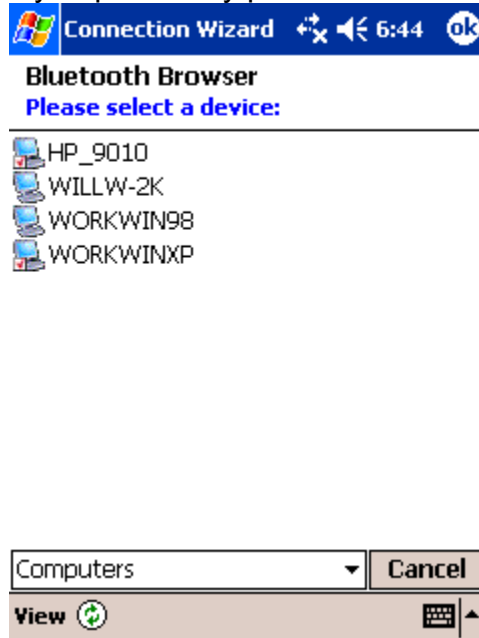 Connection Wizard 6:44 ok
Bluetooth Browser
Please select a device:
HP_9010
WILLW-2K
WORKWIN98
WORKWINXP
Computers Cancel
View